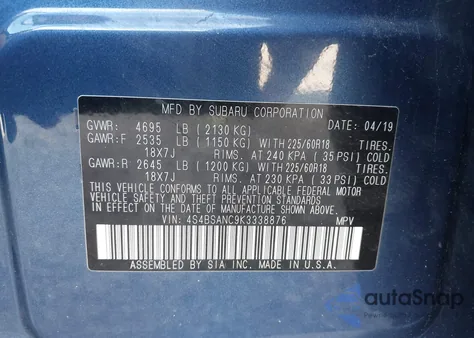 MFD BY SUBARU CORPORATION 04/19
GVWR: 4695 LB ( 2130 KG)
GAWR:F 2535 LB ( 1150 KG) WITH 225/60R18
18X7J RIMS. AT 240 KPA ( 35 PSI) COLD
GAWR:R 2645 LB ( 1200 KG) WITH 225/60R18
18X7J RIMS. AT 230 KPA ( 33 PSI) COLD
THIS VEHICLE CONFORMS TO ALL APPLICABLE FEDERAL MOTOR
VEHICLE SAFETY AND THEFT PREVENTION STANDARDS IN
EFFECT ON THE DATE OF MANUFACTURE SHOWN ABOVE.
VIN: 4S4BSANC9K3338876 MPV
ASSEMBLED BY SIA INC. MADE IN U.S.A.
autoSnap
POWERED BY